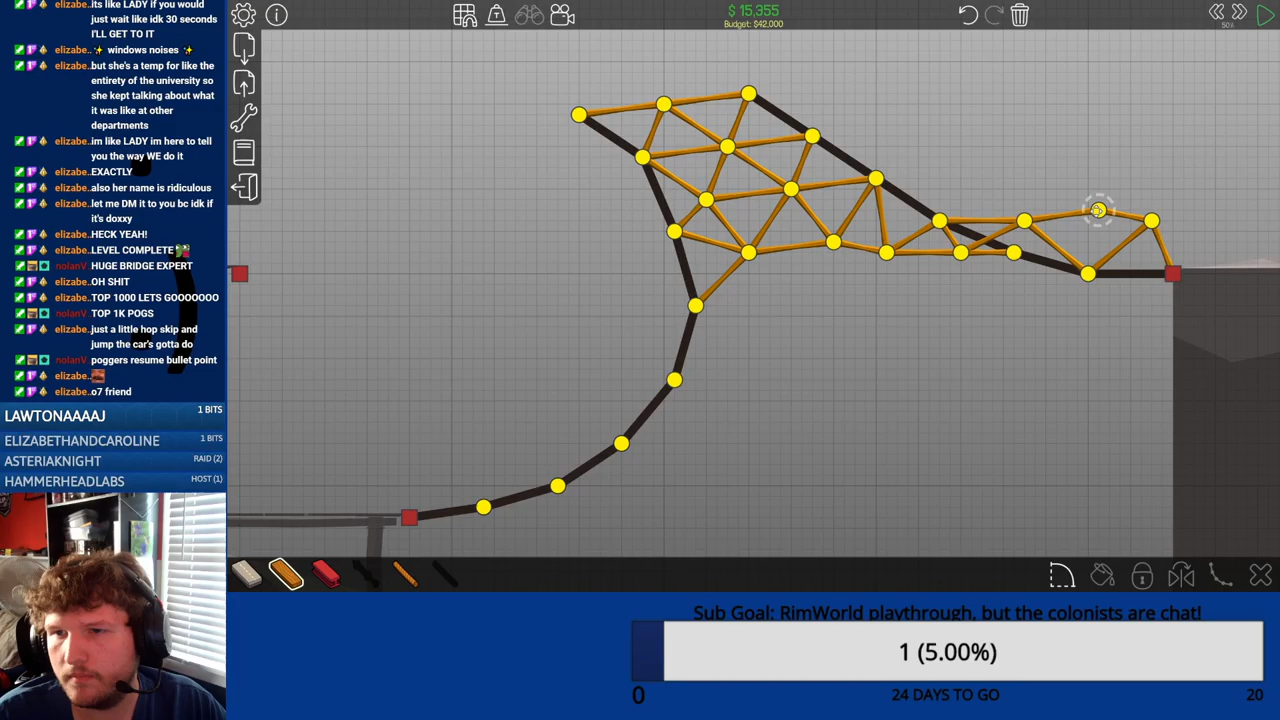 its like LADY if you would
just wait like idk 30 seconds
I'LL GET TO IT
elizabe..✨ windows noises ✨
elizabe..but she's a temp for like the
entirety of the university so
she kept talking about what
it was like at other
departments
elizabe..im like LADY im here to tell
you the way WE do it
elizabe..EXACTLY
elizabe..also her name is ridiculous
elizabe..let me DM it to you bc idk if
it's doxxy
elizabe..HECK YEAH!
elizabe..LEVEL COMPLETE
nolanV..HUGE BRIDGE EXPERT
elizabe..OH SHIT
elizabe..TOP 1000 LETS GOOOOOOO
nolanV..TOP 1K POGS
elizabe..just a little hop skip and
jump the car's gotta do
nolanV..poggers resume bullet point
elizabe..
elizabe..o7 friend
LAWTONAAAAJ 1 BITS
ELIZABETHANDCAROLINE 1 BITS
ASTERIAKNIGHT RAID (2)
HAMMERHEADLABS HOST (1)
$ 15,355
Budget: $42,000
50%
Sub Goal: RimWorld playthrough, but the colonists are chat!
1 (5.00%)
0 24 DAYS TO GO 20